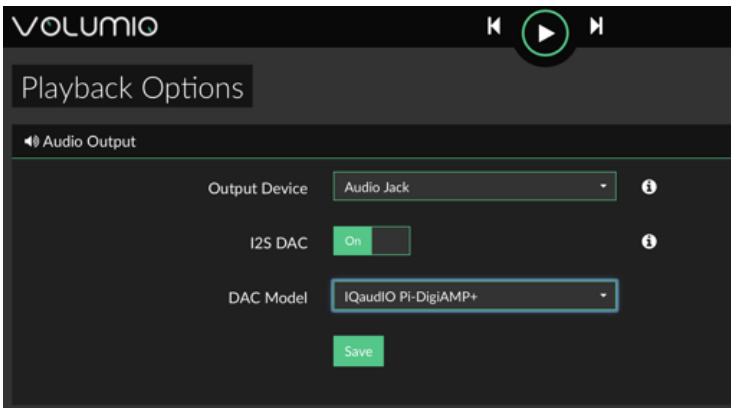 VOLUMIO
Playback Options
Audio Output
Output Device Audio Jack
I2S DAC On
DAC Model IQaudIO Pi-DigiAMP+
Save